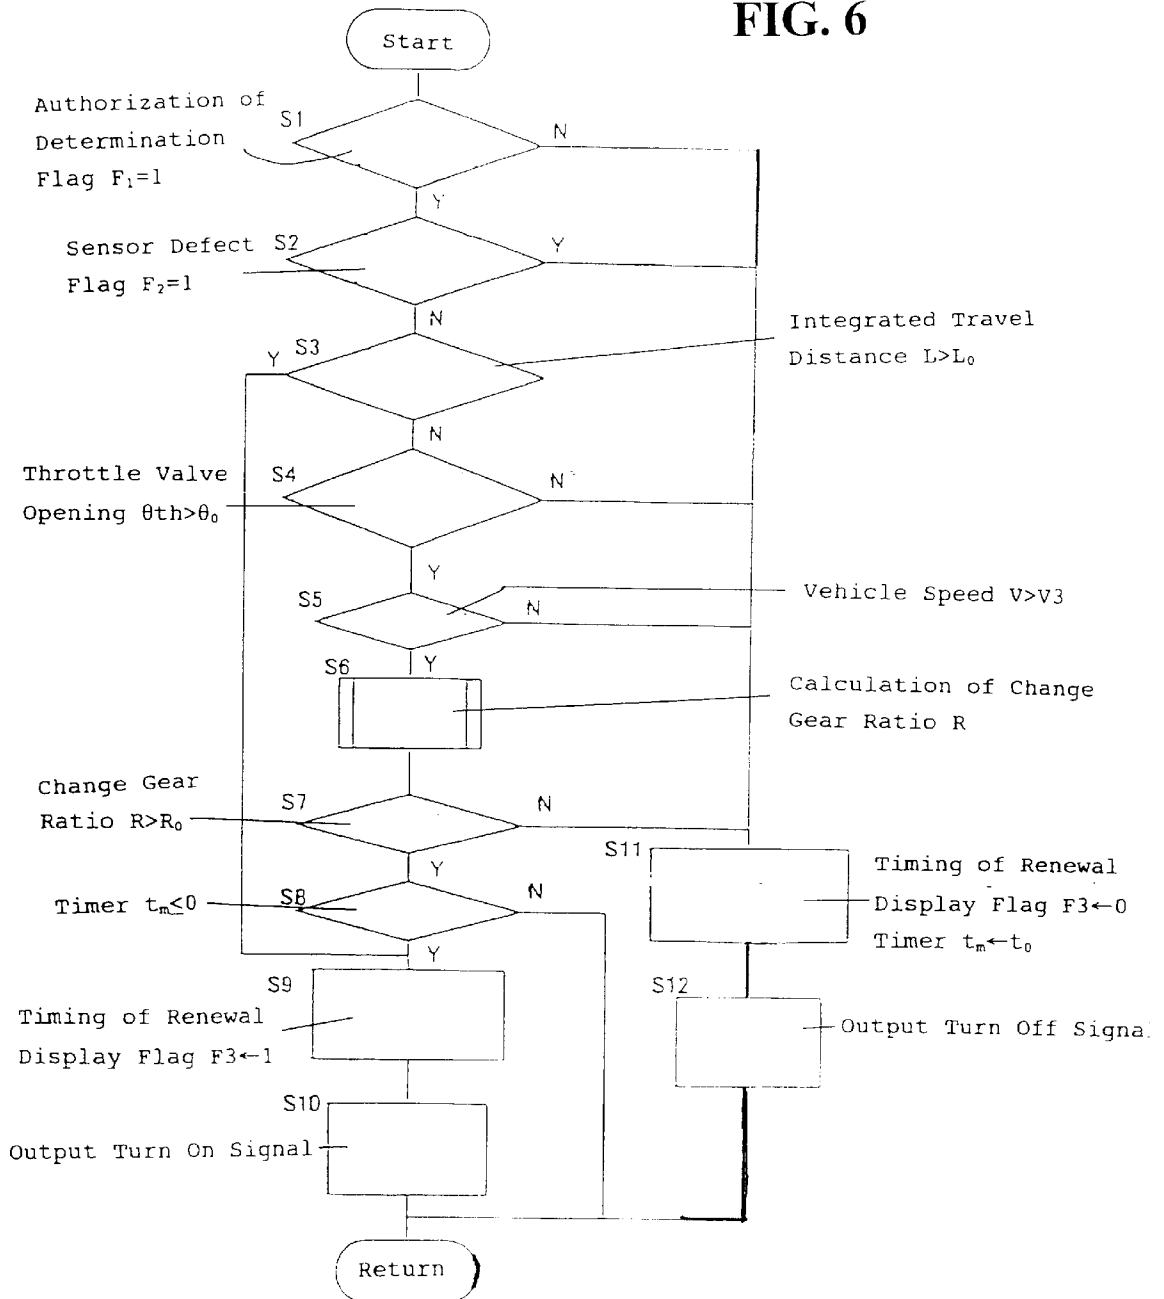 FIG. 6
Start
Authorization of
Determination
Flag F₁=1
S1
N
Y
Sensor Defect
Flag F₂=1
S2
Y
N
Integrated Travel
Distance L>L₀
S3
Y
N
Throttle Valve
Opening θth>θ₀
S4
N
Y
Vehicle Speed V>V3
S5
N
Y
S6
Calculation of Change
Gear Ratio R
Change Gear
Ratio R>R₀
S7
N
Y
Timer tₘ≤0
S8
N
Y
S11
Timing of Renewal
Display Flag F3←0
Timer tₘ←t₀
S9
Timing of Renewal
Display Flag F3←1
S12
Output Turn Off Signal
S10
Output Turn On Signal
Return